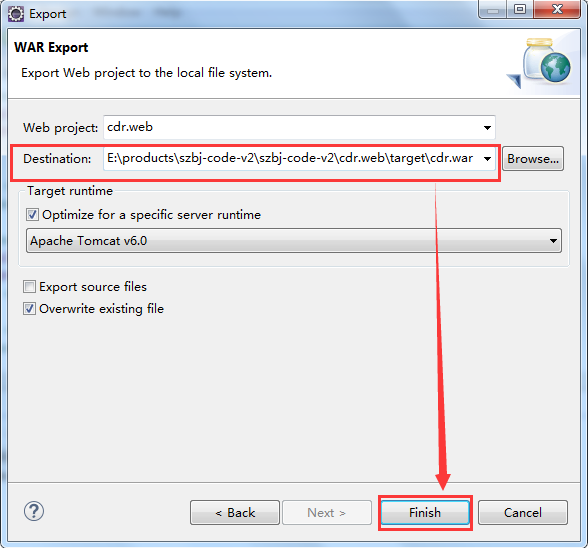 Export
WAR Export
Export Web project to the local file system.
Web project: cdr.web
Destination: E:\products\szbj-code-v2\szbj-code-v2\cdr.web\target\cdr.war Browse...
Target runtime
Optimize for a specific server runtime
Apache Tomcat v6.0
Export source files
Overwrite existing file
? < Back Next > Finish Cancel